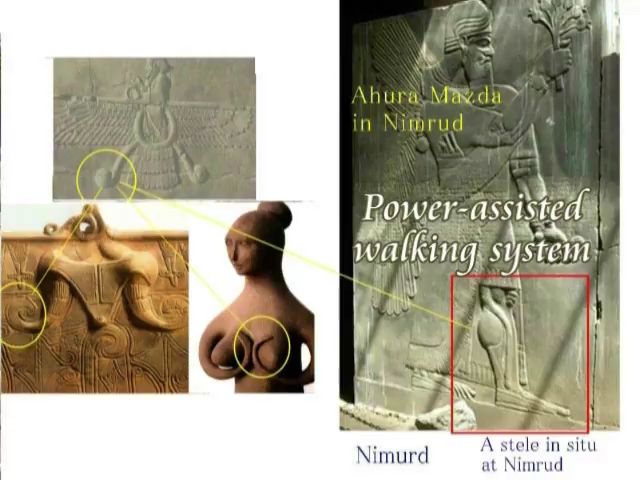 Ahura Mazda
in Nimrud
Power-assisted
walking system
Nimurd
A stele in situ
at Nimrud